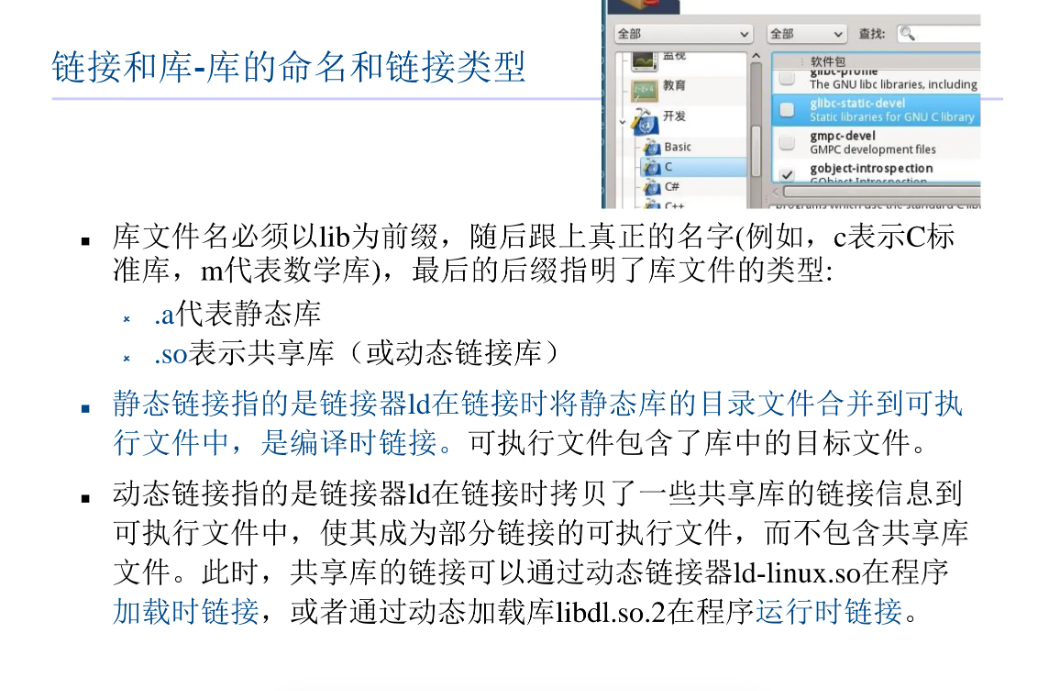 链接和库-库的命名和链接类型
全部
全部
查找:
监视
教育
开发
Basic
C
C#
C++
软件包
glibc-profile
The GNU libc libraries, including
glibc-static-devel
Static libraries for GNU C library
gmpc-devel
GMPC development files
gobject-introspection
GObject Introspection
programs which use the standard C lib
库文件名必须以lib为前缀，随后跟上真正的名字(例如，c表示C标
准库，m代表数学库)，最后的后缀指明了库文件的类型:
.a代表静态库
.so表示共享库（或动态链接库）
静态链接指的是链接器ld在链接时将静态库的目录文件合并到可执
行文件中，是编译时链接。可执行文件包含了库中的目标文件。
动态链接指的是链接器ld在链接时拷贝了一些共享库的链接信息到
可执行文件中，使其成为部分链接的可执行文件，而不包含共享库
文件。此时，共享库的链接可以通过动态链接器ld-linux.so在程序
加载时链接，或者通过动态加载库libdl.so.2在程序运行时链接。